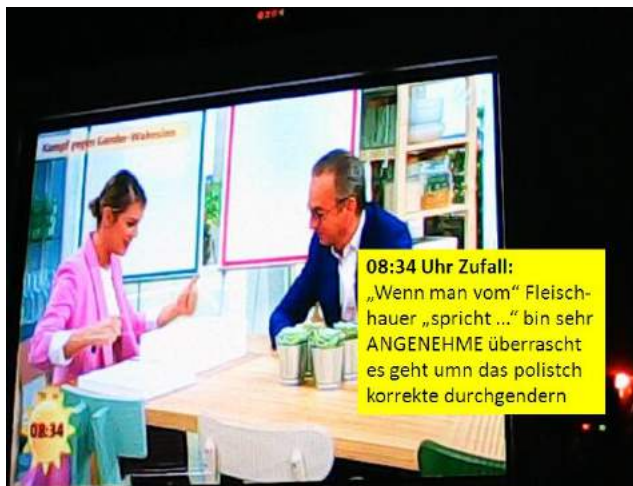 Kampf gegen Gender-Wahnsinn
08:34 Uhr Zufall:
„Wenn man vom“ Fleisch-
hauer „spricht ...“ bin sehr
ANGENEHME überrascht
es geht umn das polistch
korrekte durchgendern
08:34